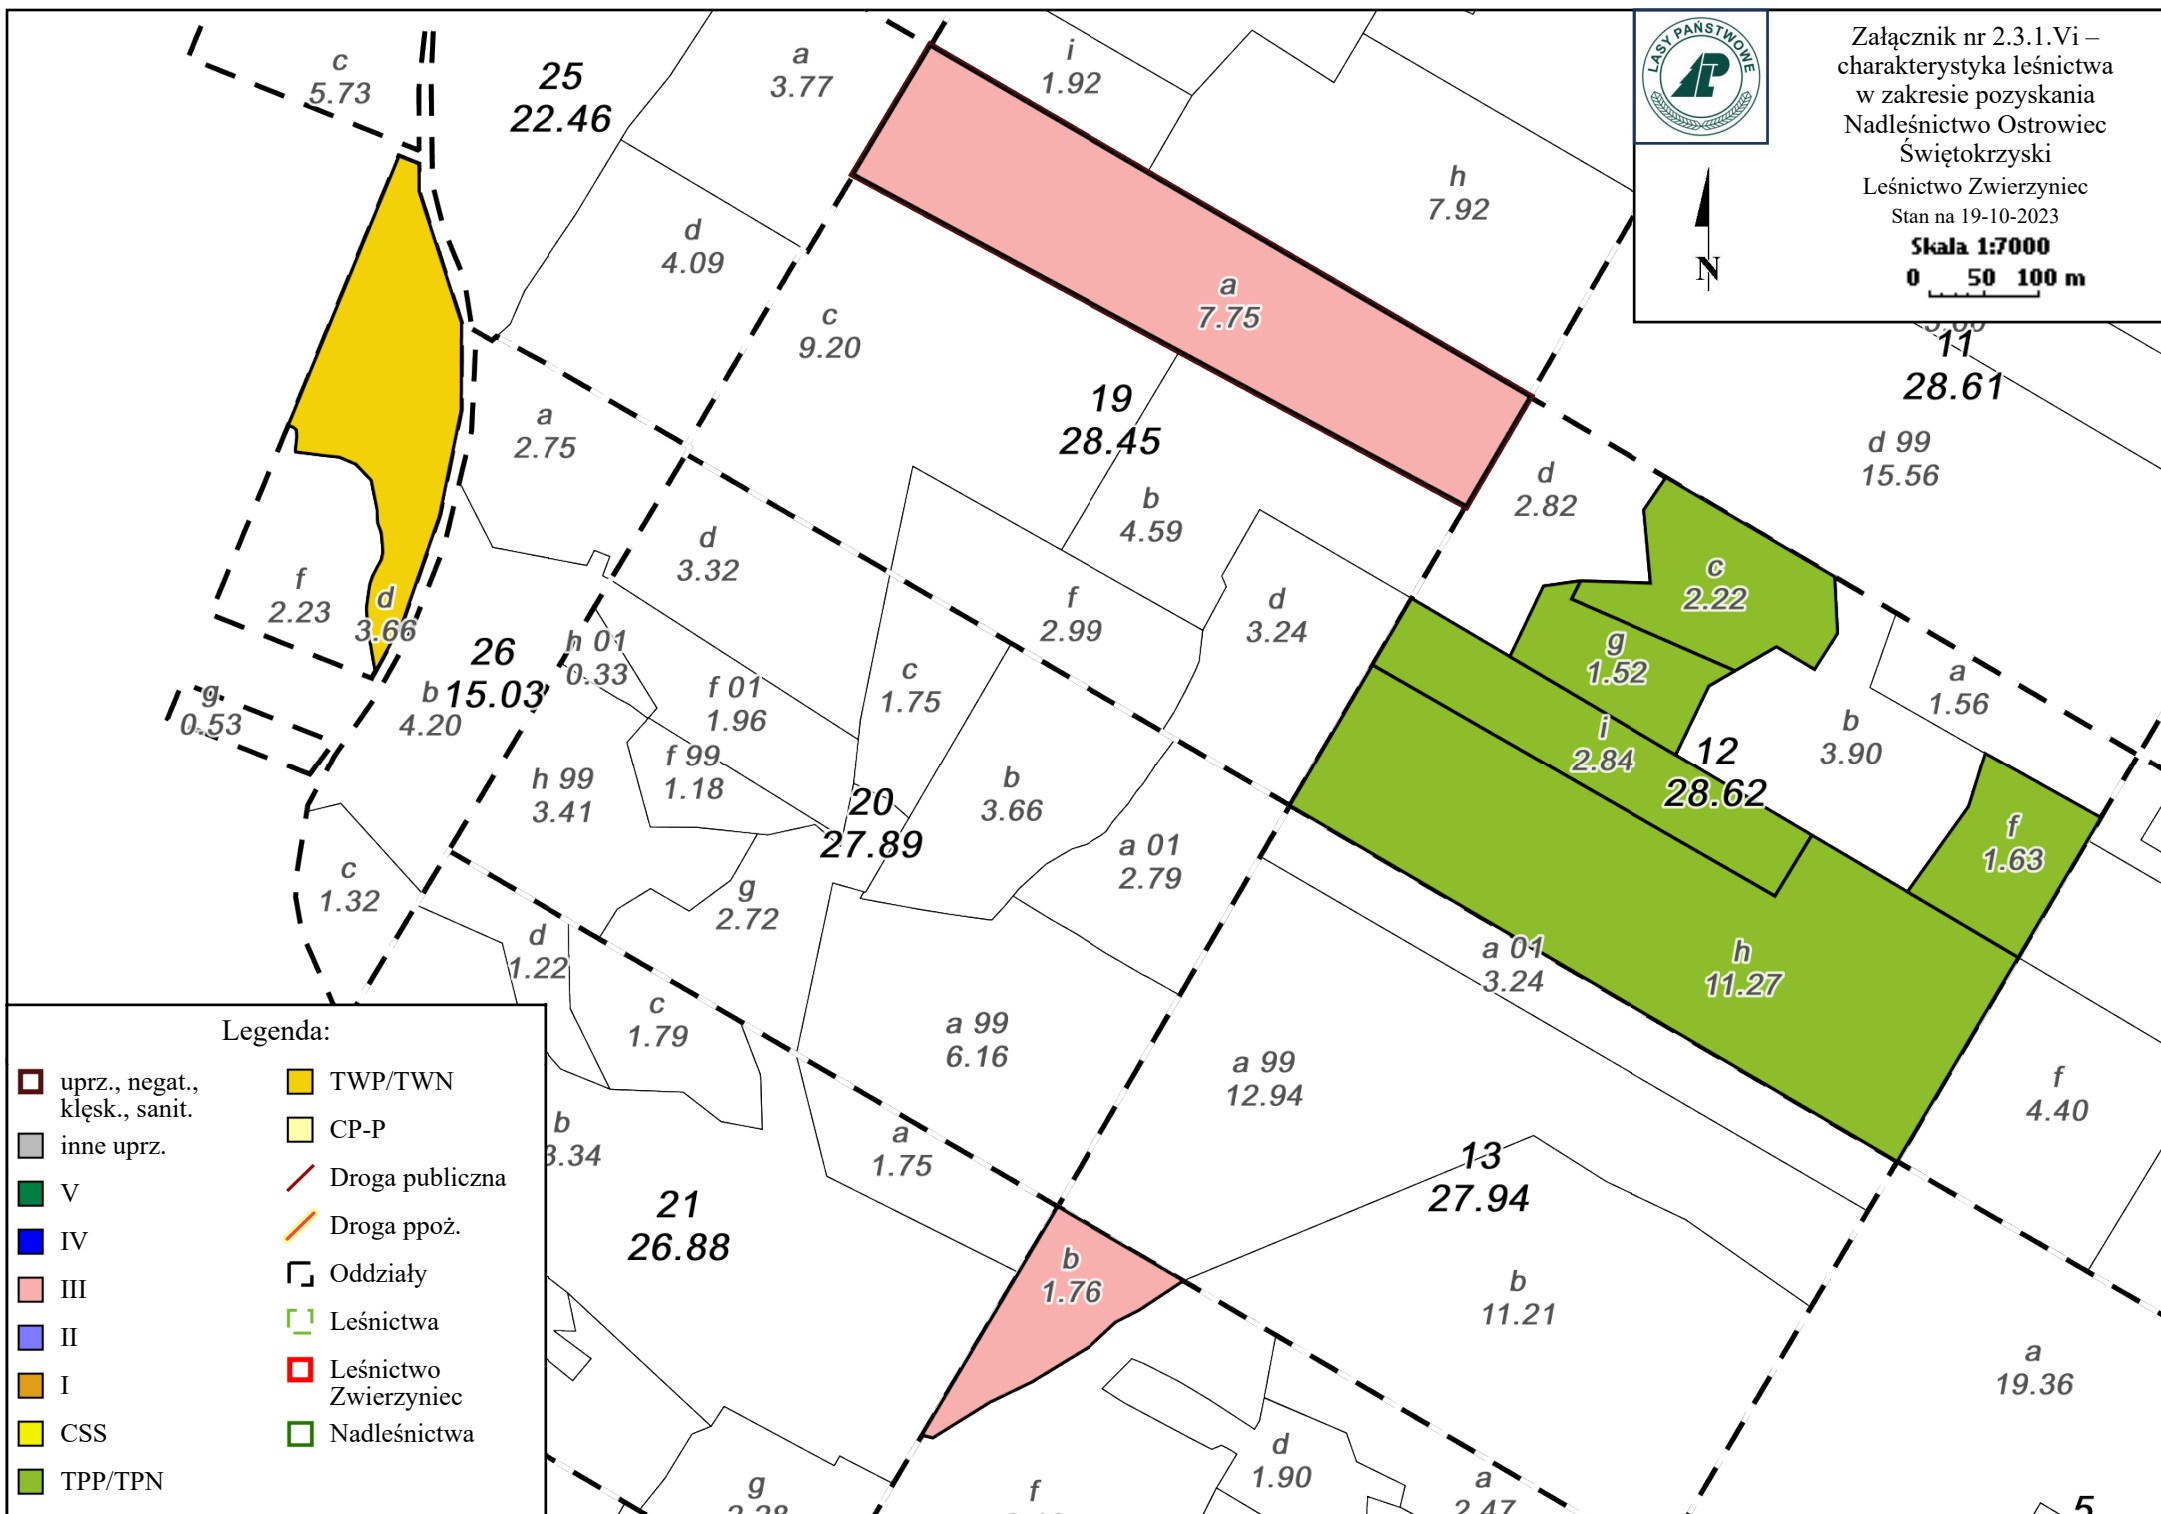 LASY PAŃSTWOWE
Załącznik nr 2.3.1.Vi –
charakterystyka leśnictwa
w zakresie pozyskania
Nadleśnictwo Ostrowiec
Świętokrzyski
Leśnictwo Zwierzyniec
Stan na 19-10-2023
Skala 1:7000
0 50 100 m
N
c
5.73
25
22.46
a
3.77
i
1.92
h
7.92
d
4.09
a
7.75
c
9.20
11
28.61
19
28.45
a
2.75
d 99
15.56
d
2.82
b
4.59
d
3.32
c
2.22
f
2.23
d
3.66
f
2.99
d
3.24
g
1.52
h 01
0.33
26
15.03
f 01
1.96
c
1.75
a
1.56
g
0.53
b
4.20
i
2.84
b
3.90
12
28.62
f 99
1.18
h 99
3.41
b
3.66
20
27.89
f
1.63
a 01
2.79
c
1.32
g
2.72
d
1.22
a 01
3.24
h
11.27
c
1.79
a 99
6.16
a 99
12.94
f
4.40
b
3.34
a
1.75
13
27.94
21
26.88
b
1.76
b
11.21
a
19.36
d
1.90
g
f
a
2.47
5
Legenda:
uprz., negat.,
klęsk., sanit.
inne uprz.
V
IV
III
II
I
CSS
TPP/TPN
TWP/TWN
CP-P
Droga publiczna
Droga ppoż.
Oddziały
Leśnictwa
Leśnictwo
Zwierzyniec
Nadleśnictwa